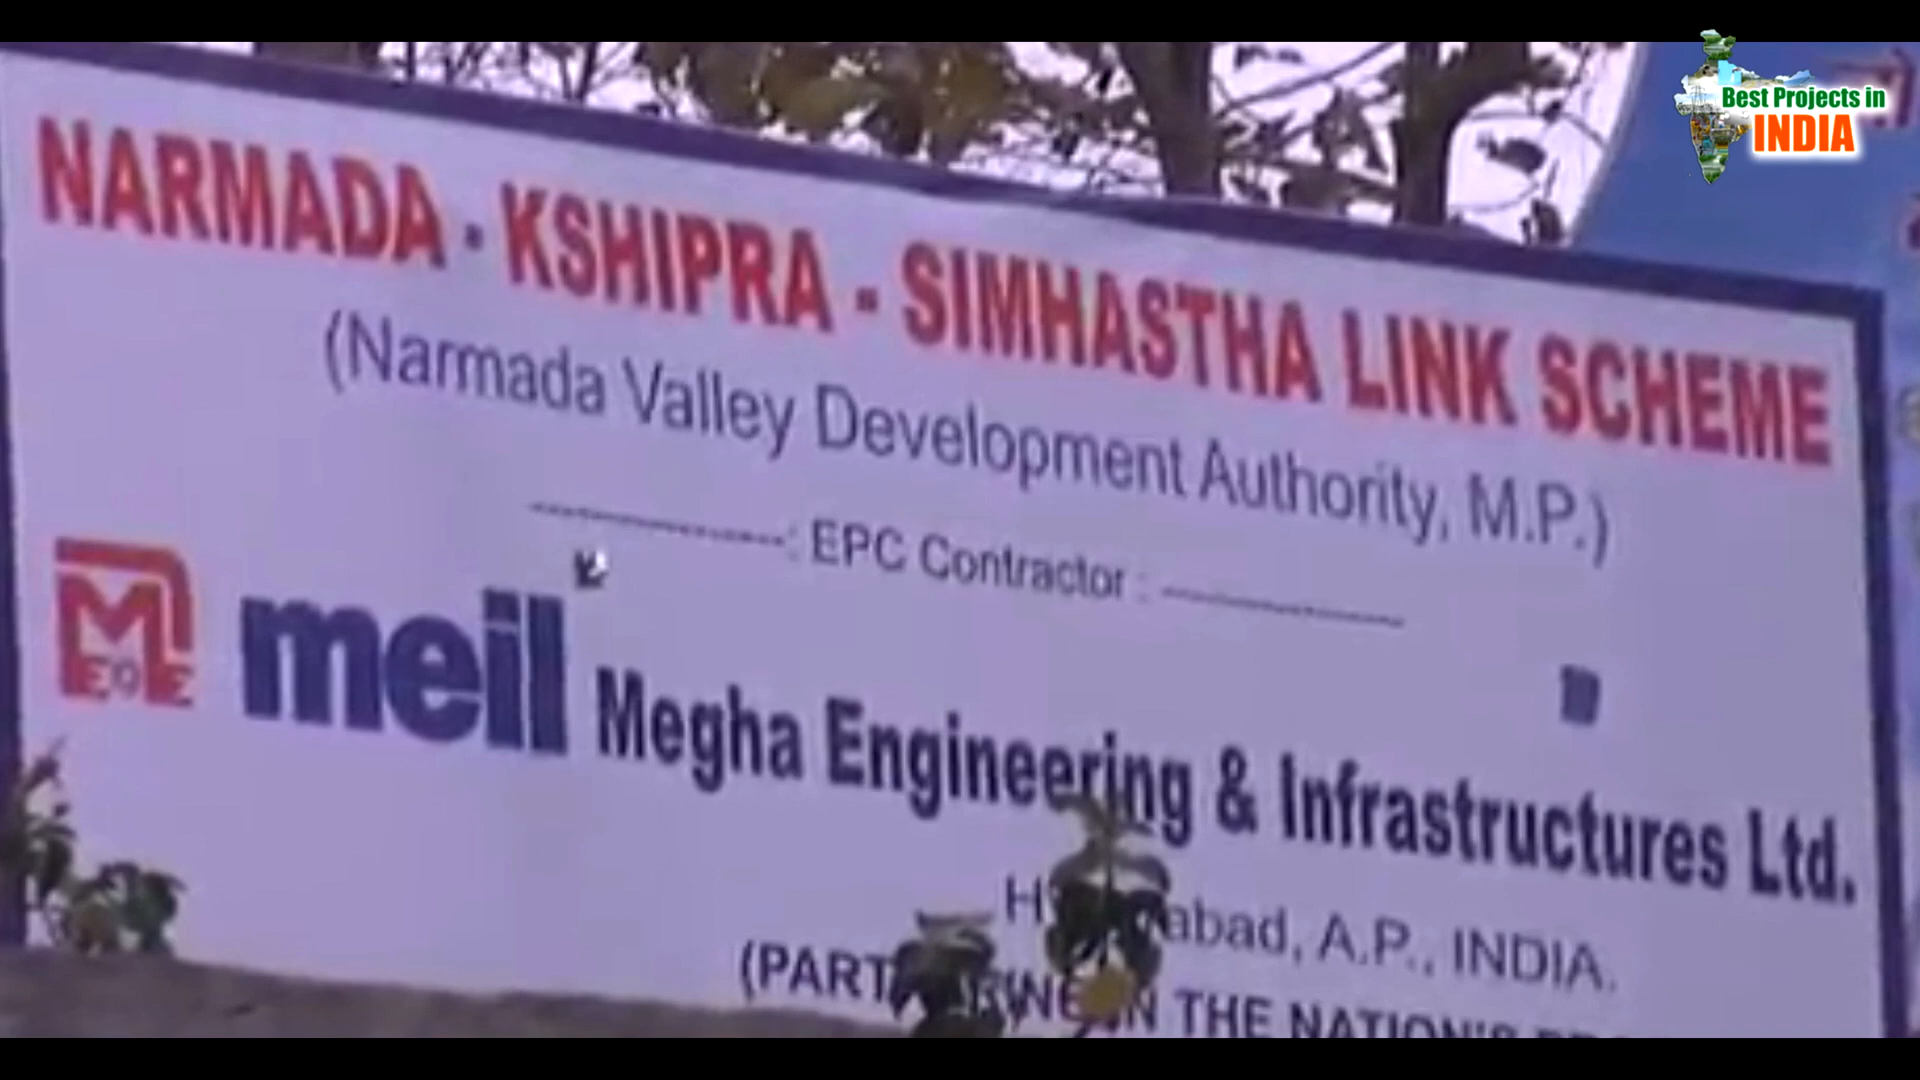 Best Projects in
INDIA
NARMADA - KSHIPRA - SIMHASTHA LINK SCHEME
(Narmada Valley Development Authority, M.P.)
--------------: EPC Contractor : --------------
meil Megha Engineering & Infrastructures Ltd.
A.P., INDIA.
THE NATION'S